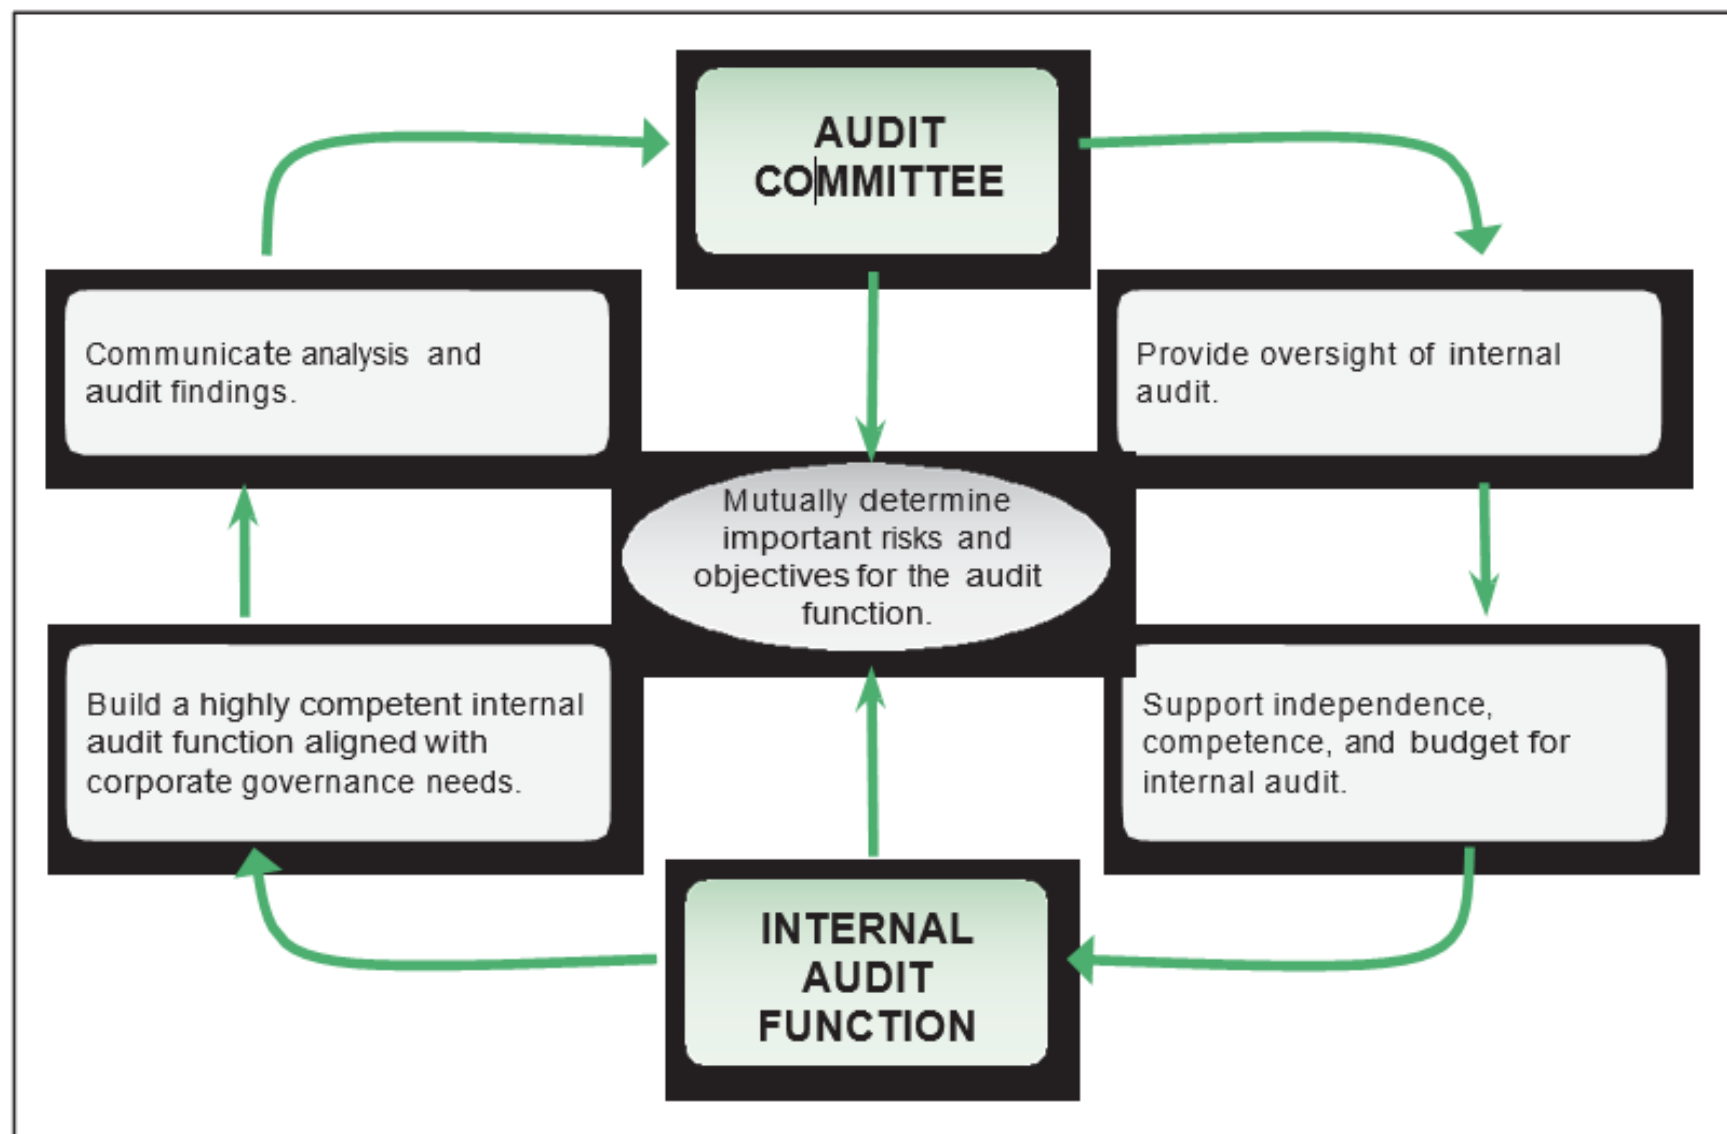 AUDIT
COMMITTEE
Communicate analysis and
audit findings.
Provide oversight of internal
audit.
Mutually determine
important risks and
objectives for the audit
function.
Build a highly competent internal
audit function aligned with
corporate governance needs.
Support independence,
competence, and budget for
internal audit.
INTERNAL
AUDIT
FUNCTION